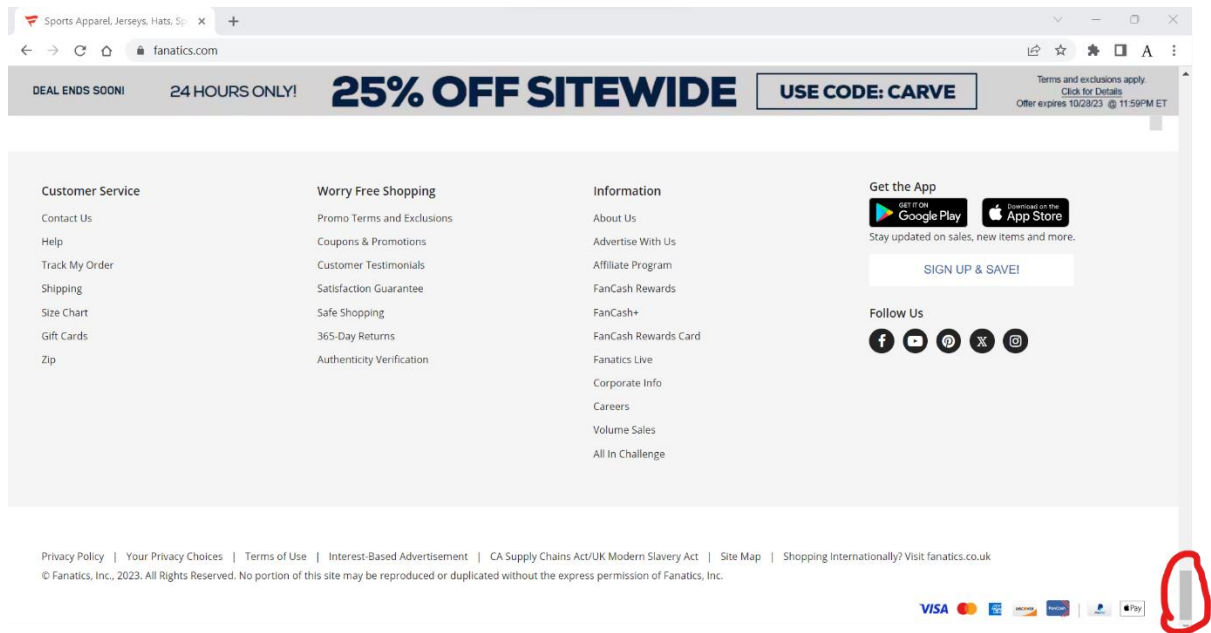 Sports Apparel, Jerseys, Hats, Sp
fanatics.com
DEAL ENDS SOON!
24 HOURS ONLY!
25% OFF SITEWIDE
USE CODE: CARVE
Terms and exclusions apply.
Click for Details
Offer expires 10/28/23 @ 11:59PM ET
Customer Service
Contact Us
Help
Track My Order
Shipping
Size Chart
Gift Cards
Zip
Worry Free Shopping
Promo Terms and Exclusions
Coupons & Promotions
Customer Testimonials
Satisfaction Guarantee
Safe Shopping
365-Day Returns
Authenticity Verification
Information
About Us
Advertise With Us
Affiliate Program
FanCash Rewards
FanCash+
FanCash Rewards Card
Fanatics Live
Corporate Info
Careers
Volume Sales
All In Challenge
Get the App
GET IT ON
Google Play
Download on the
App Store
Stay updated on sales, new items and more.
SIGN UP & SAVE!
Follow Us
Privacy Policy | Your Privacy Choices | Terms of Use | Interest-Based Advertisement | CA Supply Chains Act/UK Modern Slavery Act | Site Map | Shopping Internationally? Visit fanatics.co.uk
© Fanatics, Inc., 2023. All Rights Reserved. No portion of this site may be reproduced or duplicated without the express permission of Fanatics, Inc.
VISA
Pay